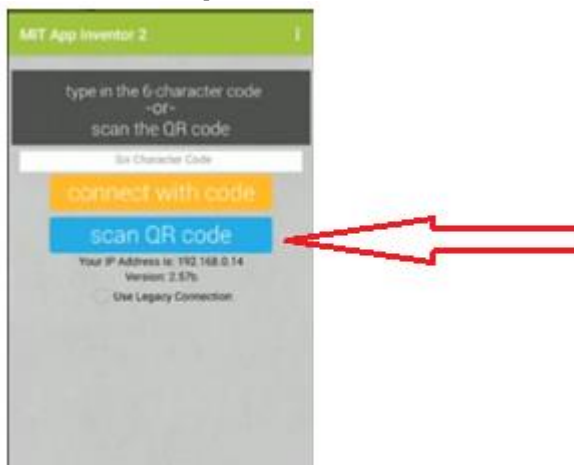 MIT App Inventor 2
type in the 6-character code
-or-
scan the QR code
Six Character Code
connect with code
scan QR code
Your IP Address is: 192.168.0.14
Version: 2.57b
Use Legacy Connection